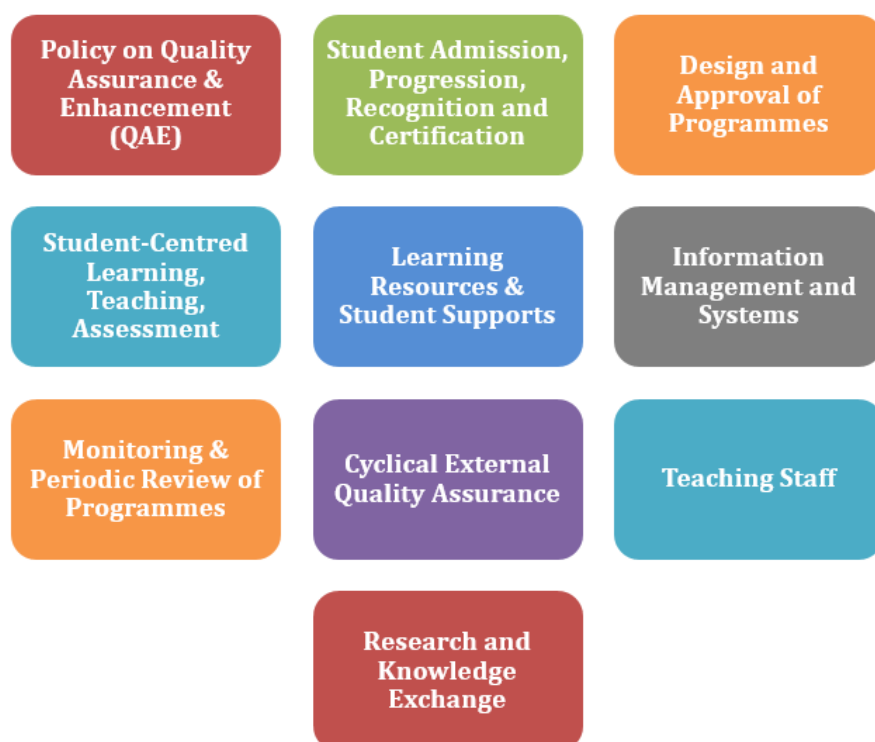 Policy on Quality
Assurance &
Enhancement
(QAE)
Student Admission,
Progression,
Recognition and
Certification
Design and
Approval of
Programmes
Student-Centred
Learning,
Teaching,
Assessment
Learning
Resources &
Student Supports
Information
Management and
Systems
Monitoring &
Periodic Review of
Programmes
Cyclical External
Quality Assurance
Teaching Staff
Research and
Knowledge
Exchange